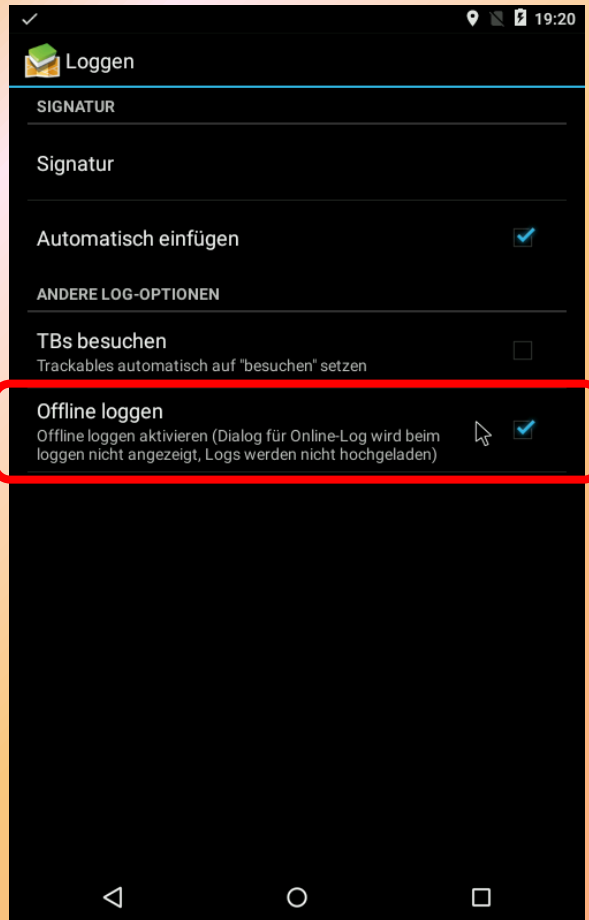 19:20
Loggen
SIGNATUR
Signatur
Automatisch einfügen
ANDERE LOG-OPTIONEN
TBs besuchen
Trackables automatisch auf "besuchen" setzen
Offline loggen
Offline loggen aktivieren (Dialog für Online-Log wird beim
loggen nicht angezeigt, Logs werden nicht hochgeladen)